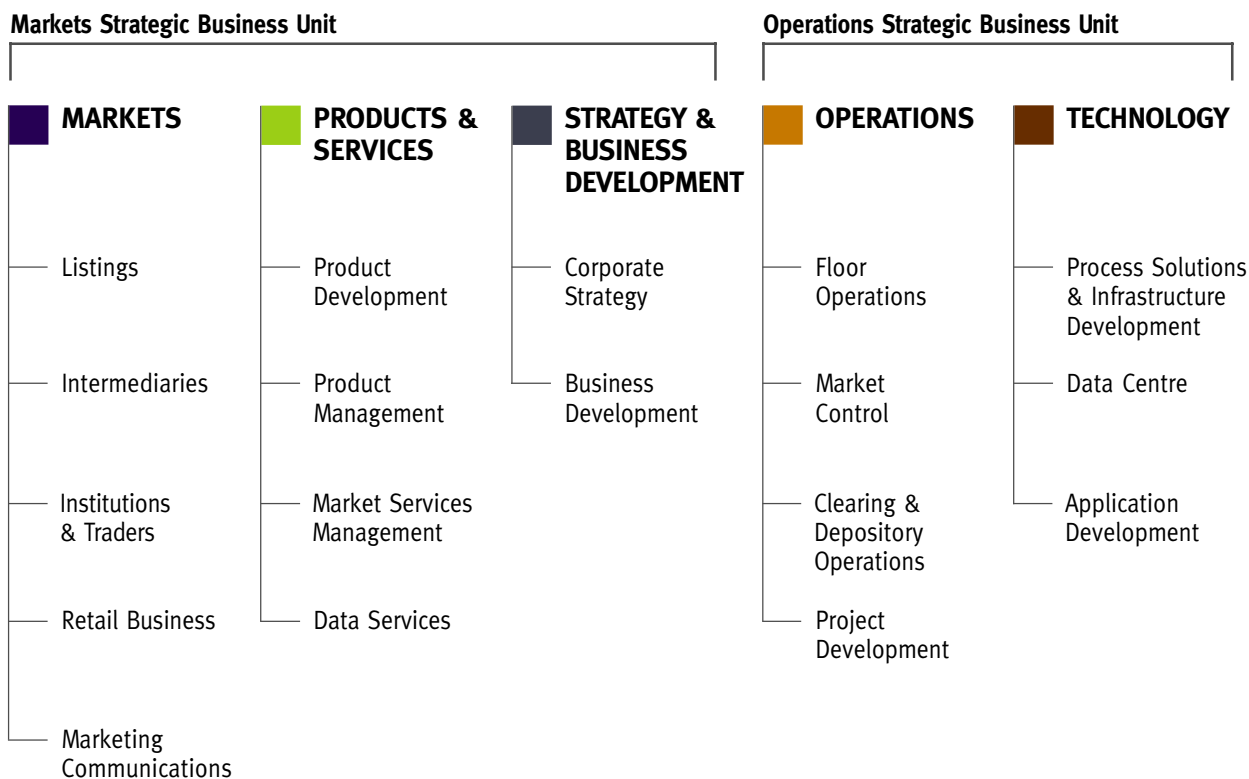 Markets Strategic Business Unit
MARKETS
Listings
Intermediaries
Institutions
& Traders
Retail Business
Marketing
Communications
PRODUCTS &
SERVICES
Product
Development
Product
Management
Market Services
Management
Data Services
STRATEGY &
BUSINESS
DEVELOPMENT
Corporate
Strategy
Business
Development
Operations Strategic Business Unit
OPERATIONS
Floor
Operations
Market
Control
Clearing &
Depository
Operations
Project
Development
TECHNOLOGY
Process Solutions
& Infrastructure
Development
Data Centre
Application
Development